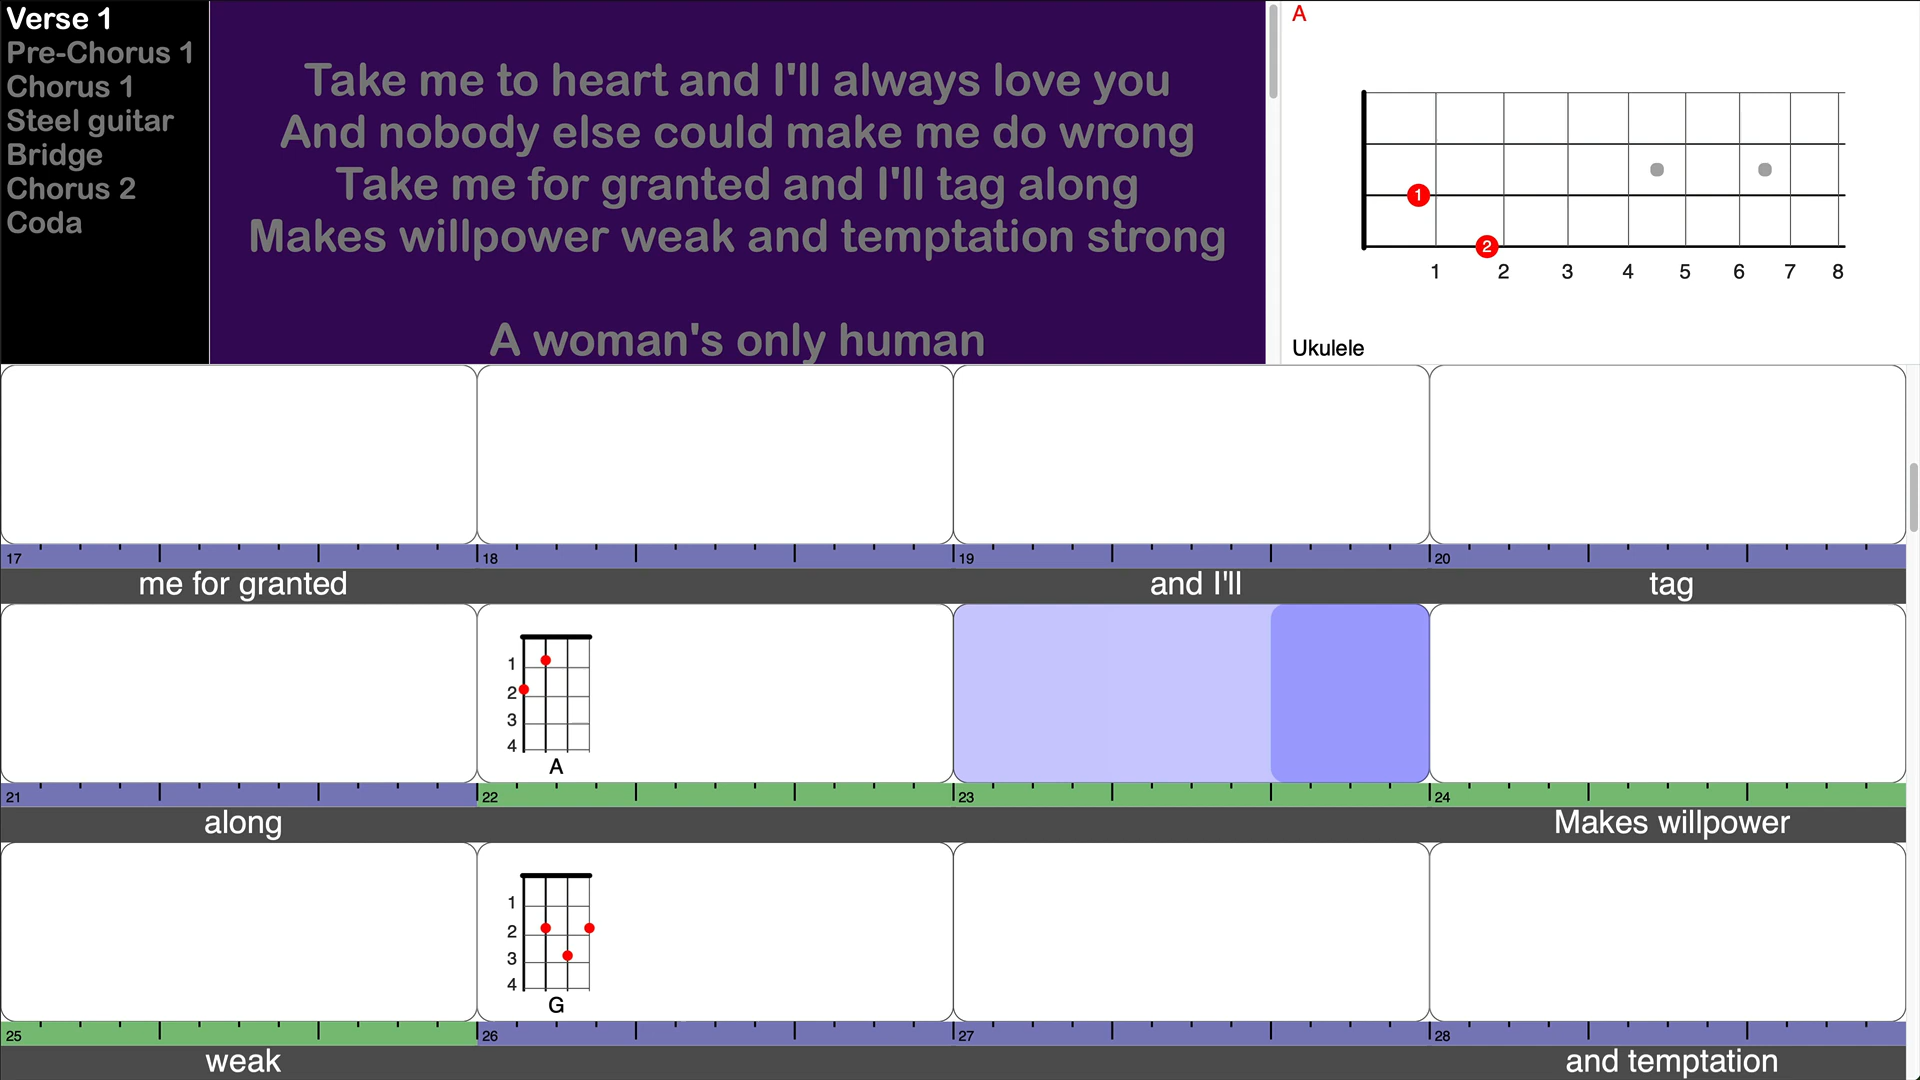 Verse 1
Pre-Chorus 1
Chorus 1
Steel guitar
Bridge
Chorus 2
Coda
Take me to heart and I'll always love you
And nobody else could make me do wrong
Take me for granted and I'll tag along
Makes willpower weak and temptation strong
A woman's only human
A
1
2
1 2 3 4 5 6 7 8
Ukulele
17 18 19 20
me for granted and I'll tag
1
2
3
4
A
21 22 23 24
along Makes willpower
1
2
3
4
G
25 26 27 28
weak and temptation